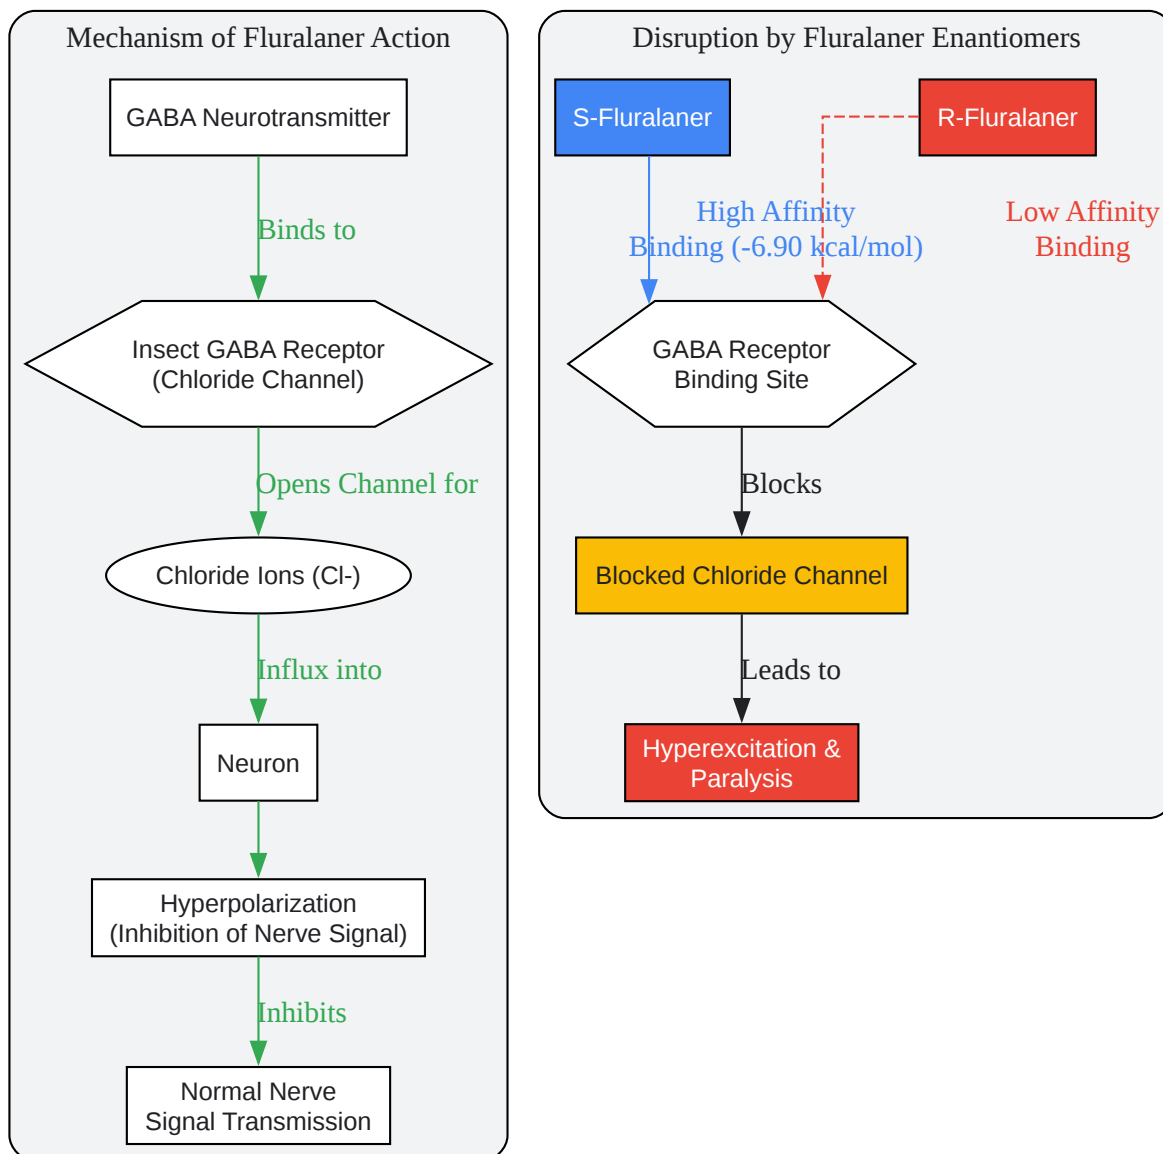 Mechanism of Fluralaner Action
GABA Neurotransmitter
Binds to
Insect GABA Receptor
(Chloride Channel)
Opens Channel for
Chloride Ions (Cl-)
Influx into
Neuron
Hyperpolarization
(Inhibition of Nerve Signal)
Inhibits
Normal Nerve
Signal Transmission
Disruption by Fluralaner Enantiomers
S-Fluralaner
R-Fluralaner
High Affinity
Binding (-6.90 kcal/mol)
Low Affinity
Binding
GABA Receptor
Binding Site
Blocks
Blocked Chloride Channel
Leads to
Hyperexcitation &
Paralysis